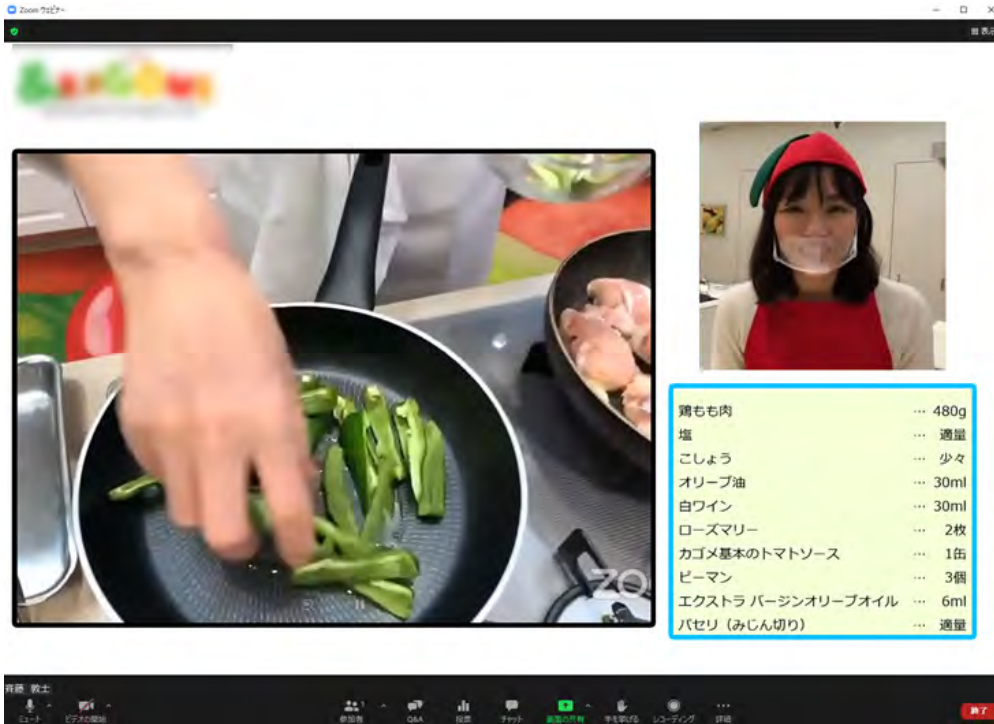 Zoom ウェビナー
表示
鶏もも肉 … 480g
塩 … 適量
こしょう … 少々
オリーブ油 … 30ml
白ワイン … 30ml
ローズマリー … 2枚
カゴメ基本のトマトソース … 1缶
ピーマン … 3個
エクストラ バージンオリーブオイル … 6ml
パセリ（みじん切り） … 適量
ZO
斉藤 敦士
ミュート ビデオの開始 参加者 Q&A 投票 チャット 画面の共有 手を挙げる レコーディング 詳細 終了